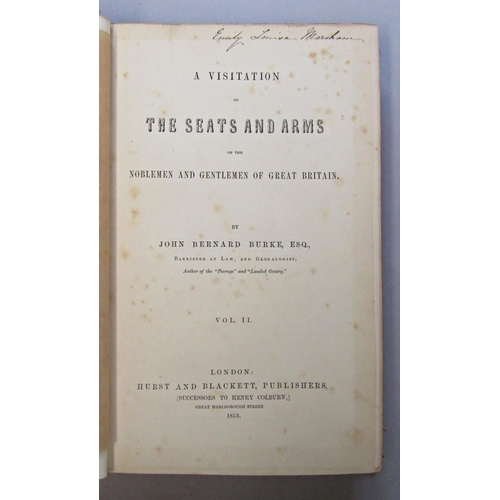 Emily Louisa Marsham
A VISITATION
OF
THE SEATS AND ARMS
OF THE
NOBLEMEN AND GENTLEMEN OF GREAT BRITAIN.
BY
JOHN BERNARD BURKE, ESQ.,
BARRISTER AT LAW, AND GENEALOGIST,
Author of the "Peerage" and "Landed Gentry."
VOL. II.
LONDON:
HURST AND BLACKETT, PUBLISHERS,
(SUCCESSORS TO HENRY COLBURN,)
GREAT MARLBOROUGH STREET.
1853.